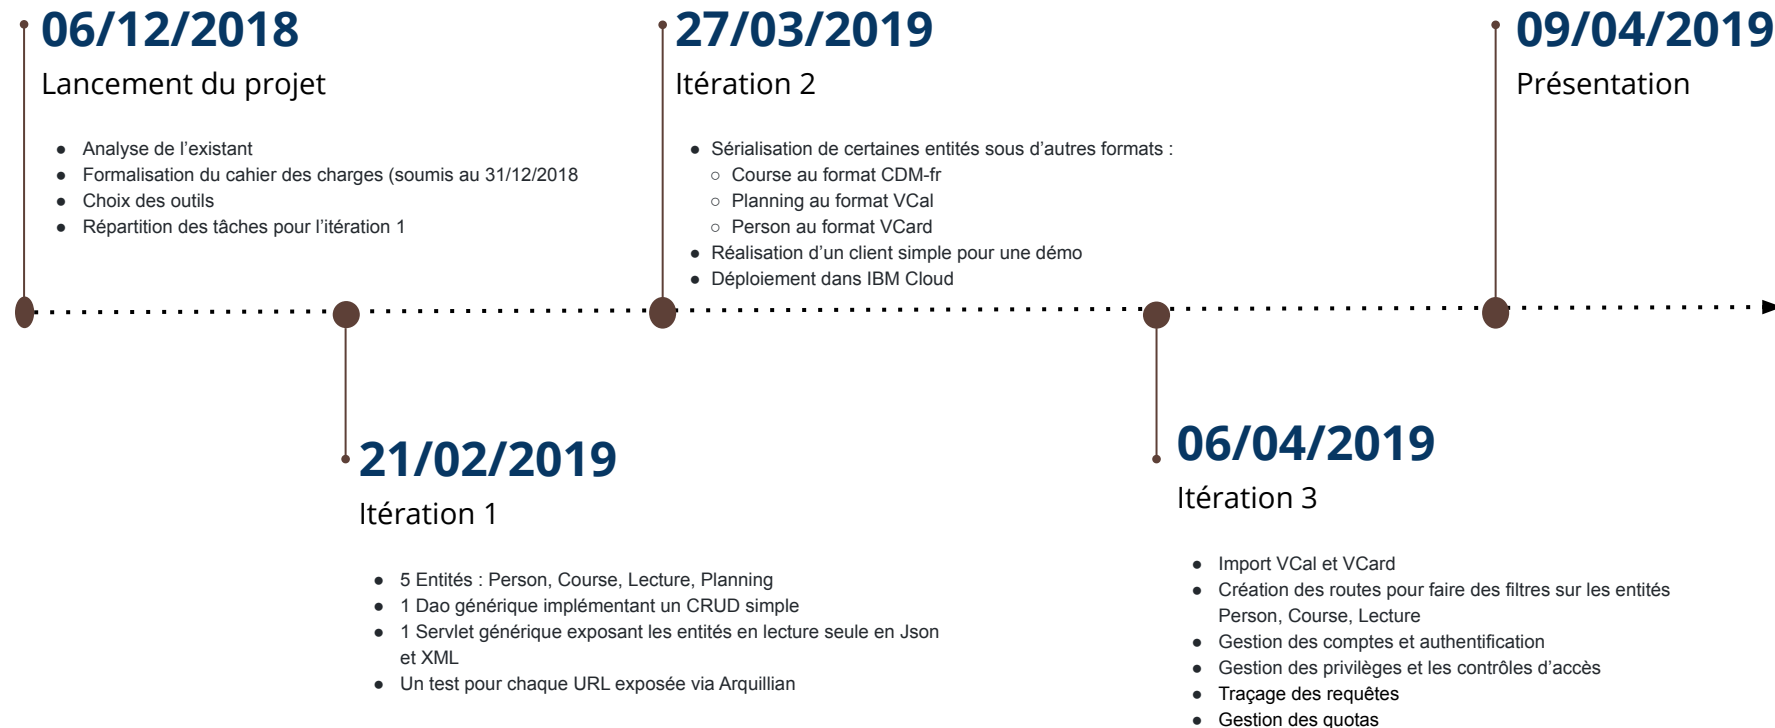 06/12/2018
Lancement du projet
● Analyse de l'existant
● Formalisation du cahier des charges (soumis au 31/12/2018
● Choix des outils
● Répartition des tâches pour l'itération 1
27/03/2019
Itération 2
● Sérialisation de certaines entités sous d'autres formats :
○ Course au format CDM-fr
○ Planning au format VCal
○ Person au format VCard
● Réalisation d'un client simple pour une démo
● Déploiement dans IBM Cloud
09/04/2019
Présentation
21/02/2019
Itération 1
● 5 Entités : Person, Course, Lecture, Planning
● 1 Dao générique implémentant un CRUD simple
● 1 Servlet générique exposant les entités en lecture seule en Json
et XML
● Un test pour chaque URL exposée via Arquillian
06/04/2019
Itération 3
● Import VCal et VCard
● Création des routes pour faire des filtres sur les entités
Person, Course, Lecture
● Gestion des comptes et authentification
● Gestion des privilèges et les contrôles d'accès
● Traçage des requêtes
● Gestion des quotas